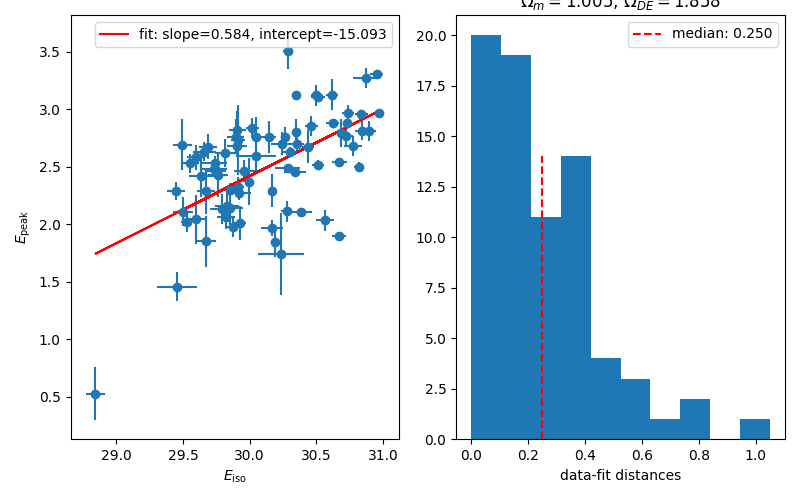 fit: slope=0.584, intercept=-15.093
3.5
3.0
2.5
2.0
1.5
1.0
0.5
E_peak
29.0 29.5 30.0 30.5 31.0
E_iso
Ω_m = 1.005, Ω_DE = 1.858
median: 0.250
20.0
17.5
15.0
12.5
10.0
7.5
5.0
2.5
0.0
0.0 0.2 0.4 0.6 0.8 1.0
data-fit distances